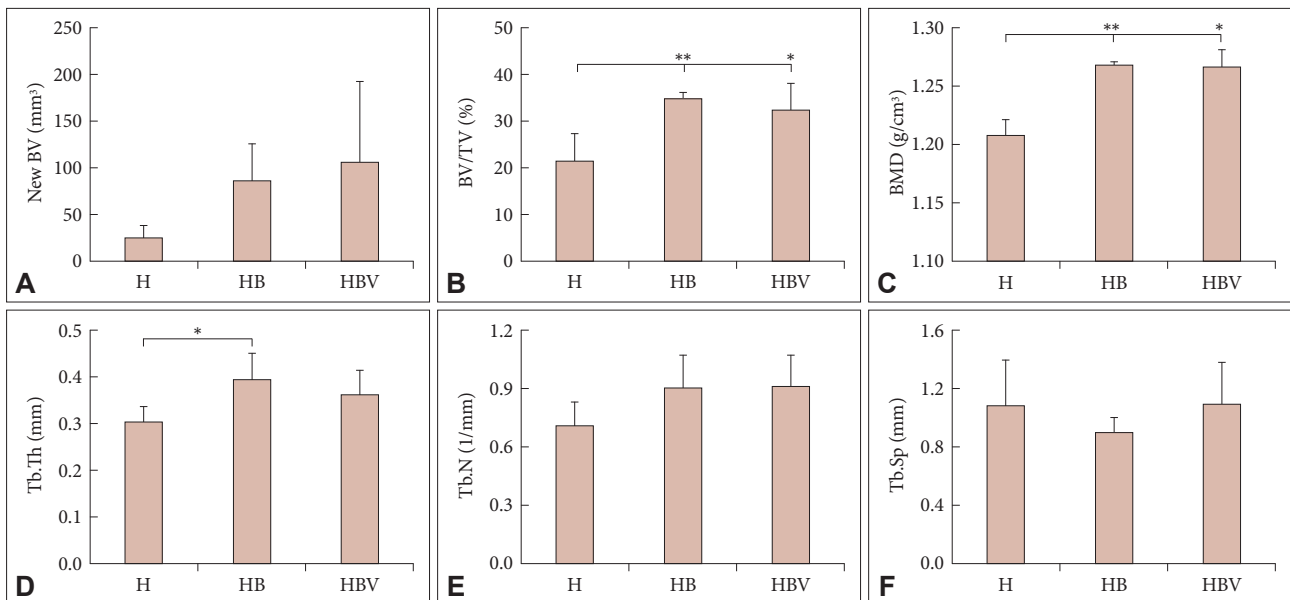 New BV (mm³)
250
200
150
100
50
0
H
HB
HBV
A
BV/TV (%)
50
40
30
20
10
0
**
*
H
HB
HBV
B
BMD (g/cm³)
1.30
1.25
1.20
1.15
1.10
**
*
H
HB
HBV
C
Tb.Th (mm)
0.5
0.4
0.3
0.2
0.1
0.0
*
H
HB
HBV
D
Tb.N (1/mm)
1.2
0.9
0.6
0.3
0.0
H
HB
HBV
E
Tb.Sp (mm)
1.6
1.2
0.8
0.4
0.0
H
HB
HBV
F